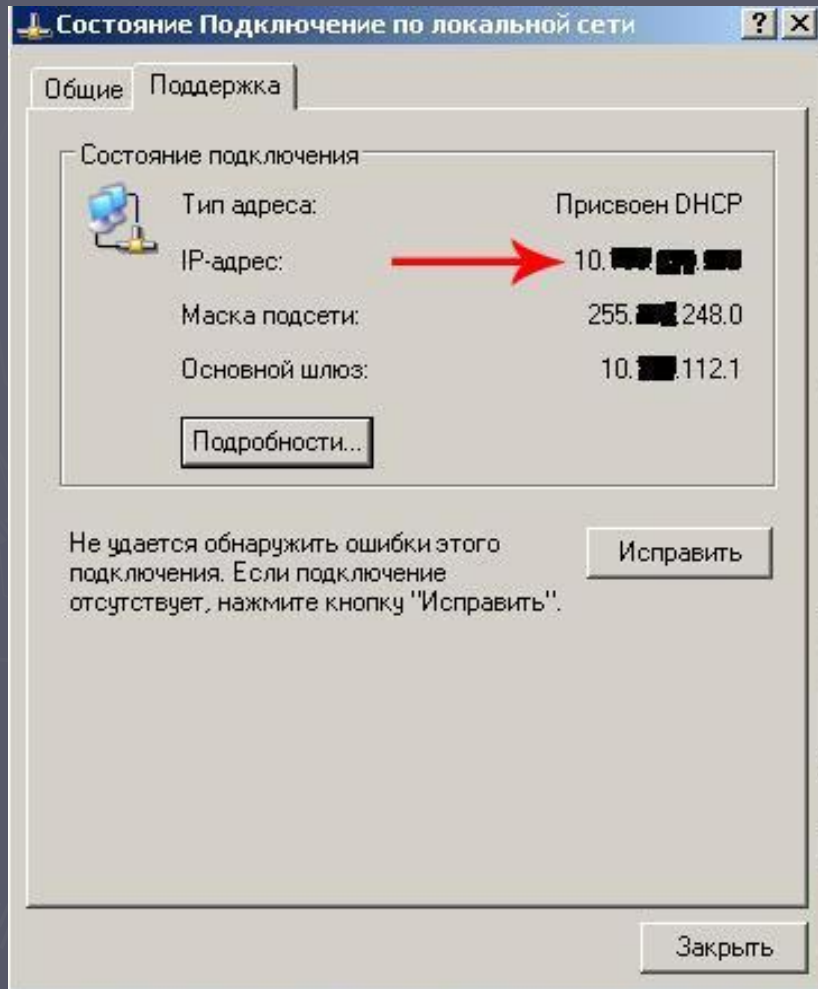 Состояние Подключение по локальной сети
Общие Поддержка
Состояние подключения
Тип адреса: Присвоен DHCP
IP-адрес: 10.
Маска подсети: 255. .248.0
Основной шлюз: 10. .112.1
Подробности...
Не удается обнаружить ошибки этого
подключения. Если подключение
отсутствует, нажмите кнопку "Исправить".
Исправить
Закрыть